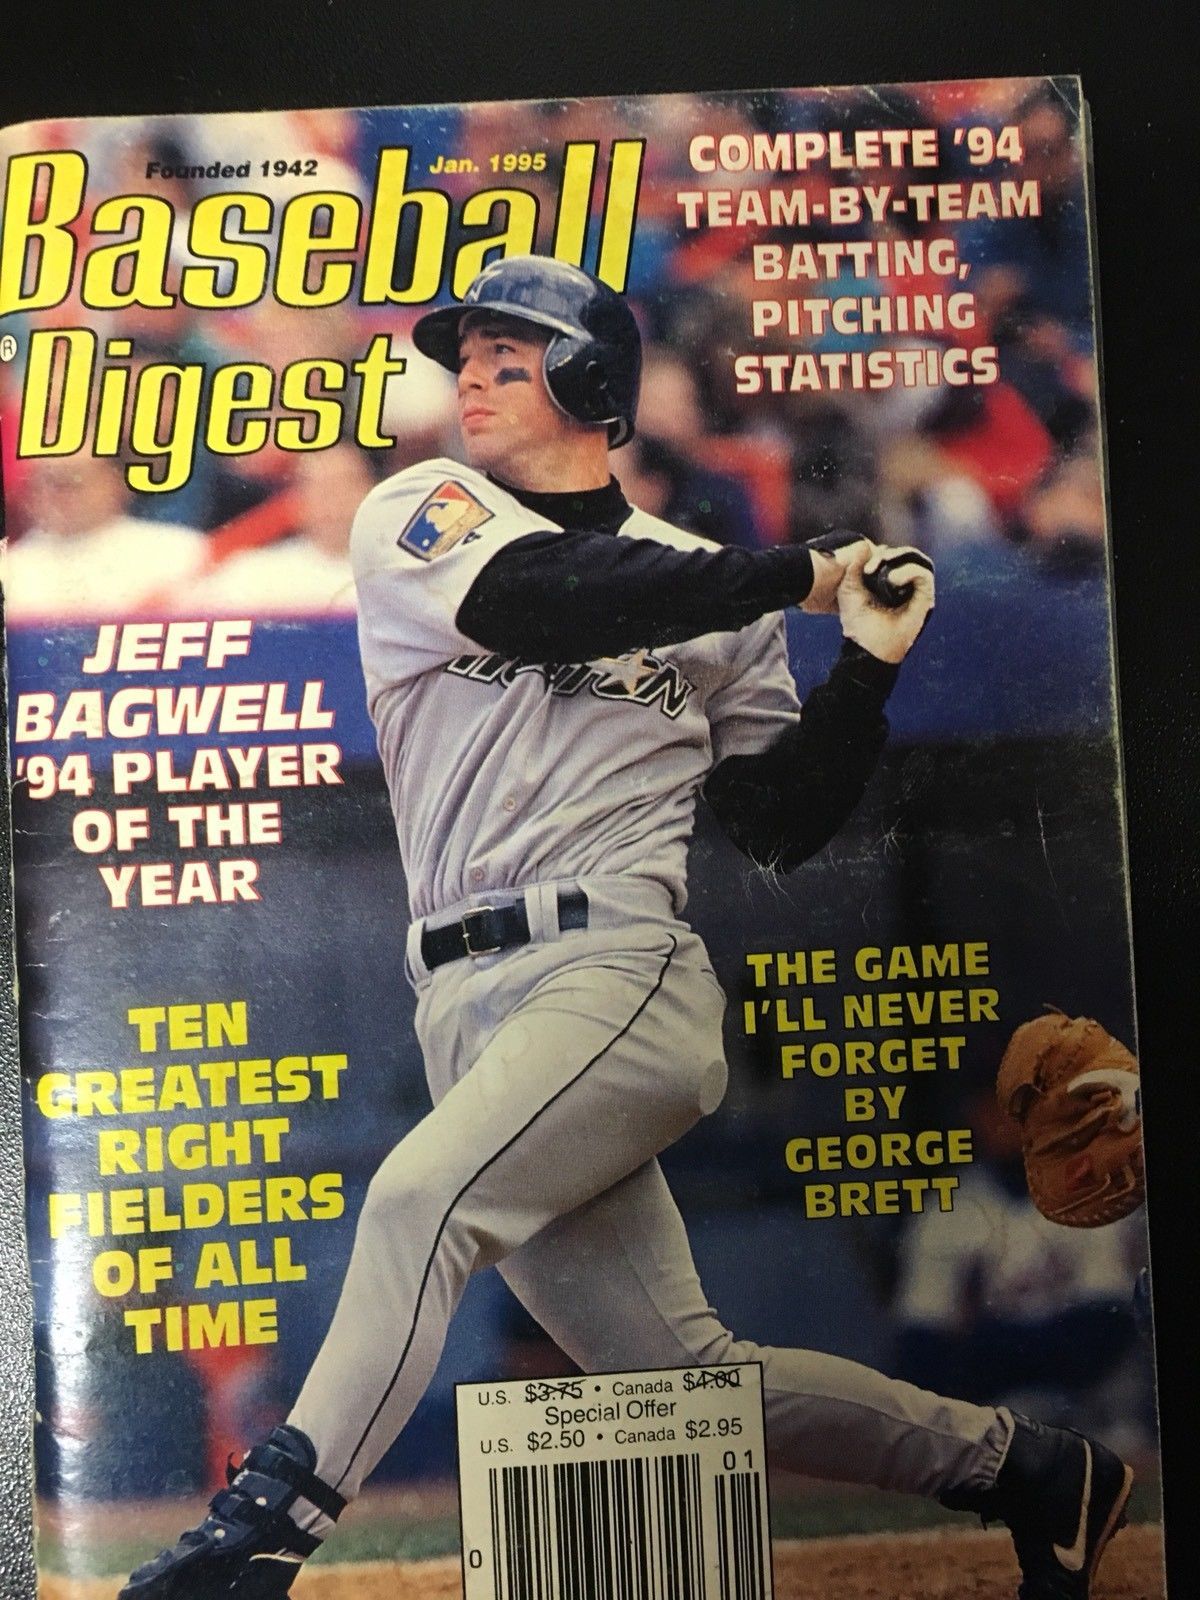 Founded 1942
Jan. 1995
Baseball
Digest
®
COMPLETE '94
TEAM-BY-TEAM
BATTING,
PITCHING
STATISTICS
JEFF
BAGWELL
'94 PLAYER
OF THE
YEAR
TEN
GREATEST
RIGHT
FIELDERS
OF ALL
TIME
THE GAME
I'LL NEVER
FORGET
BY
GEORGE
BRETT
U.S. $3.75 • Canada $4.00
Special Offer
U.S. $2.50 • Canada $2.95
01
0